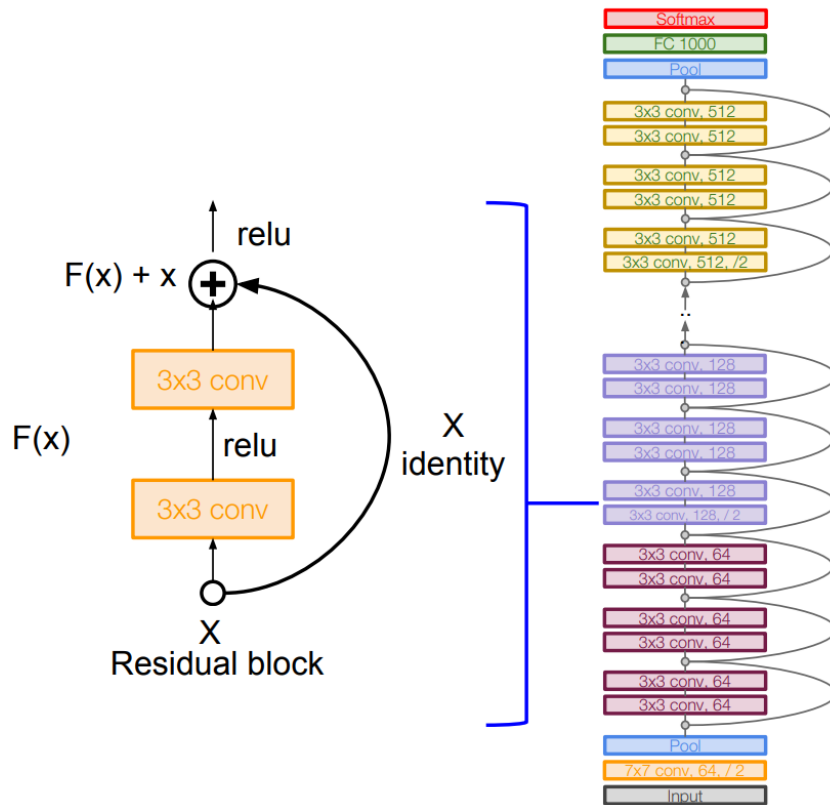 relu
F(x) + x
+
3x3 conv
F(x)
relu
X
identity
3x3 conv
X
Residual block
Softmax
FC 1000
Pool
3x3 conv, 512
3x3 conv, 512
3x3 conv, 512
3x3 conv, 512
3x3 conv, 512
3x3 conv, 512, /2
..
3x3 conv, 128
3x3 conv, 128
3x3 conv, 128
3x3 conv, 128
3x3 conv, 128
3x3 conv, 128, / 2
3x3 conv, 64
3x3 conv, 64
3x3 conv, 64
3x3 conv, 64
3x3 conv, 64
3x3 conv, 64
Pool
7x7 conv, 64, / 2
Input